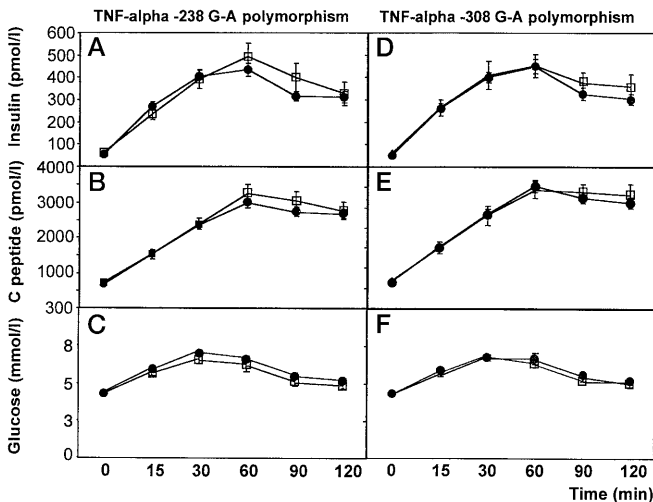 TNF-alpha -238 G-A polymorphism
TNF-alpha -308 G-A polymorphism
A
D
Insulin (pmol/l)
600
500
400
300
200
100
B
E
C peptide (pmol/l)
4000
3000
2000
1000
300
C
F
Glucose (mmol/l)
8
5
3
0
0 15 30 60 90 120
0 15 30 60 90 120
Time (min)